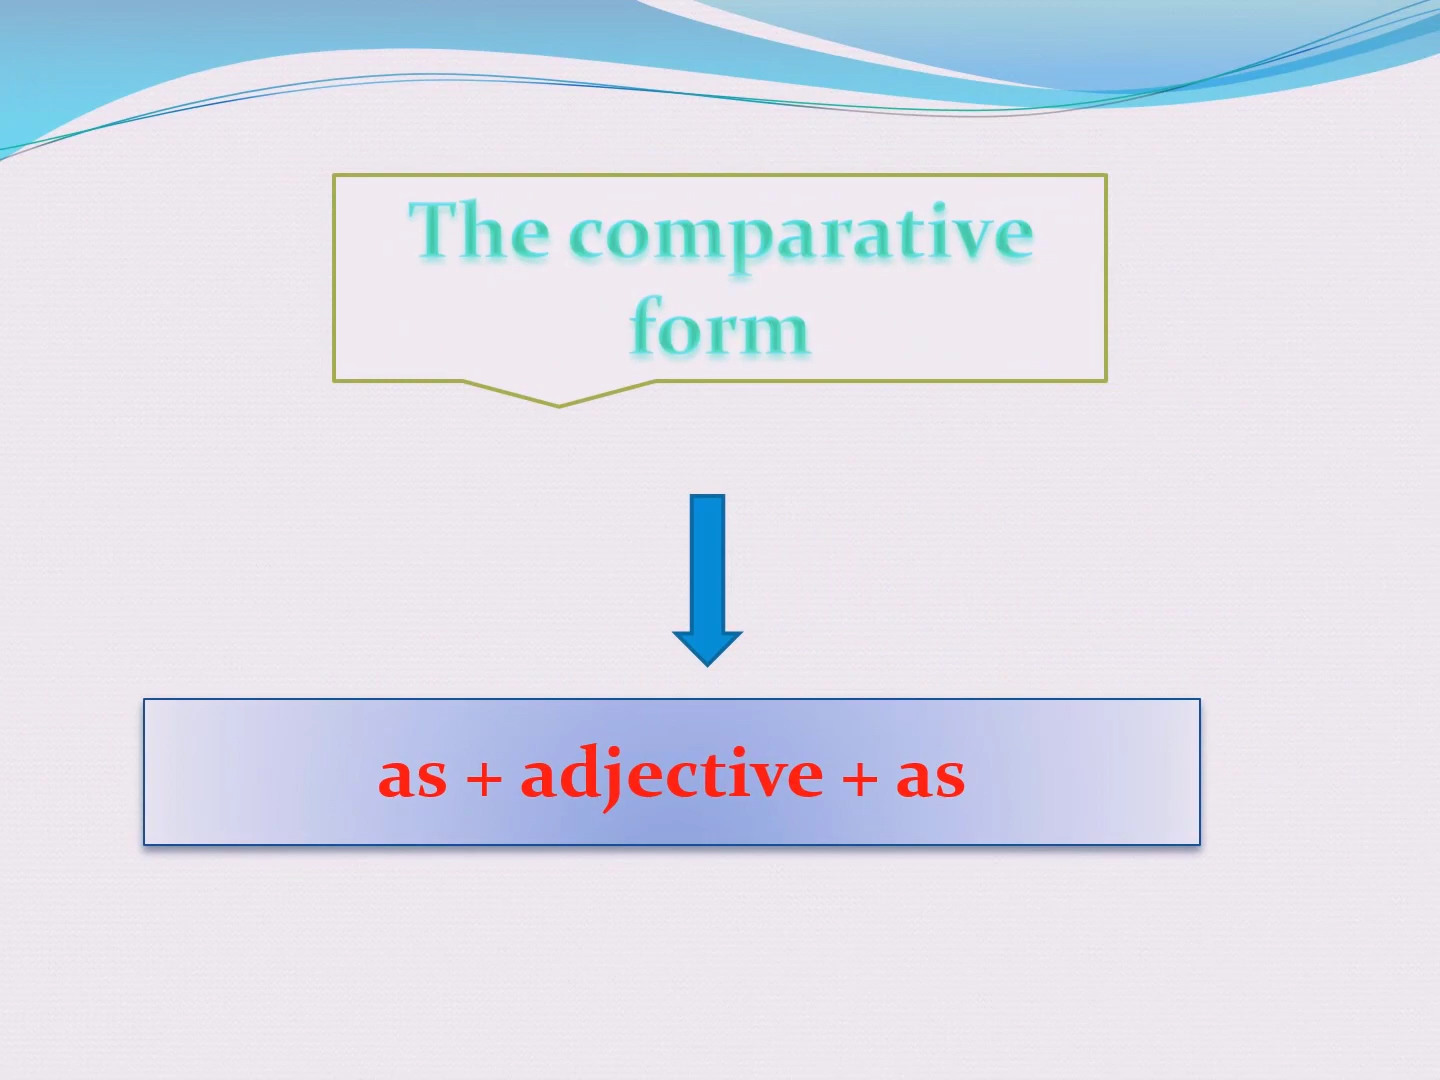 The comparative
form
as + adjective + as